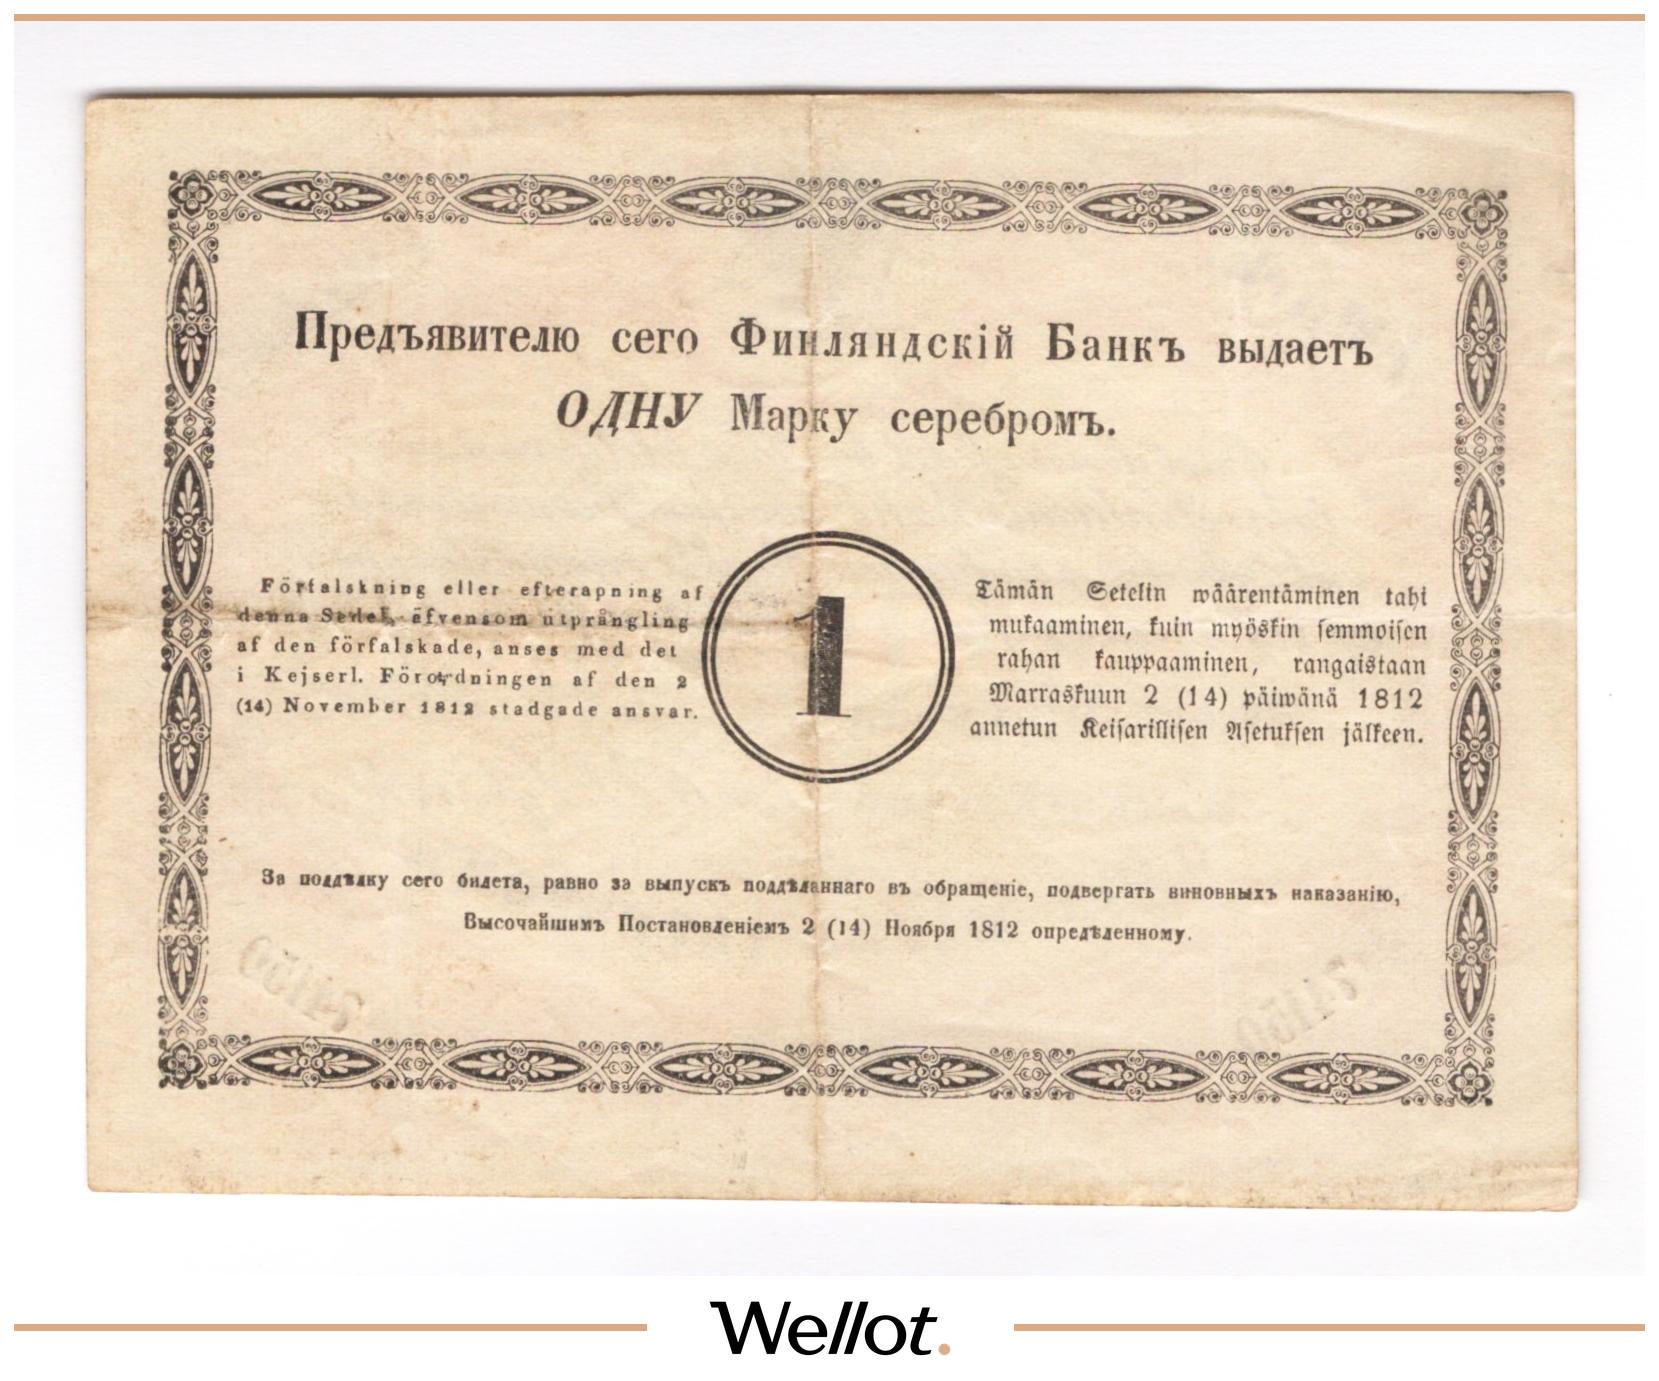 Предъявителю сего Финляндскій Банкъ выдаетъ
ОДНУ Марку серебромъ.
Förfalskning eller efterapning af
denna Sedel, äfvensom utprångling
af den förfalskade, anses med det
i Kejserl. Förordningen af den 2
(14) November 1812 stadgade ansvar.
1
Tämän Setelin wäärentäminen tahi
mukaaminen, kuin myöskin semmoisen
rahan kauppaaminen, rangaistaan
Marraskuun 2 (14) päiwänä 1812
annetun Keisarillisen Asetuksen jälkeen.
За поддѣлку сего билета, равно за выпускъ поддѣланнаго въ обращеніе, подвергать виновныхъ наказанію,
Высочайшимъ Постановленіемъ 2 (14) Ноября 1812 опредѣленному.
Wellot.